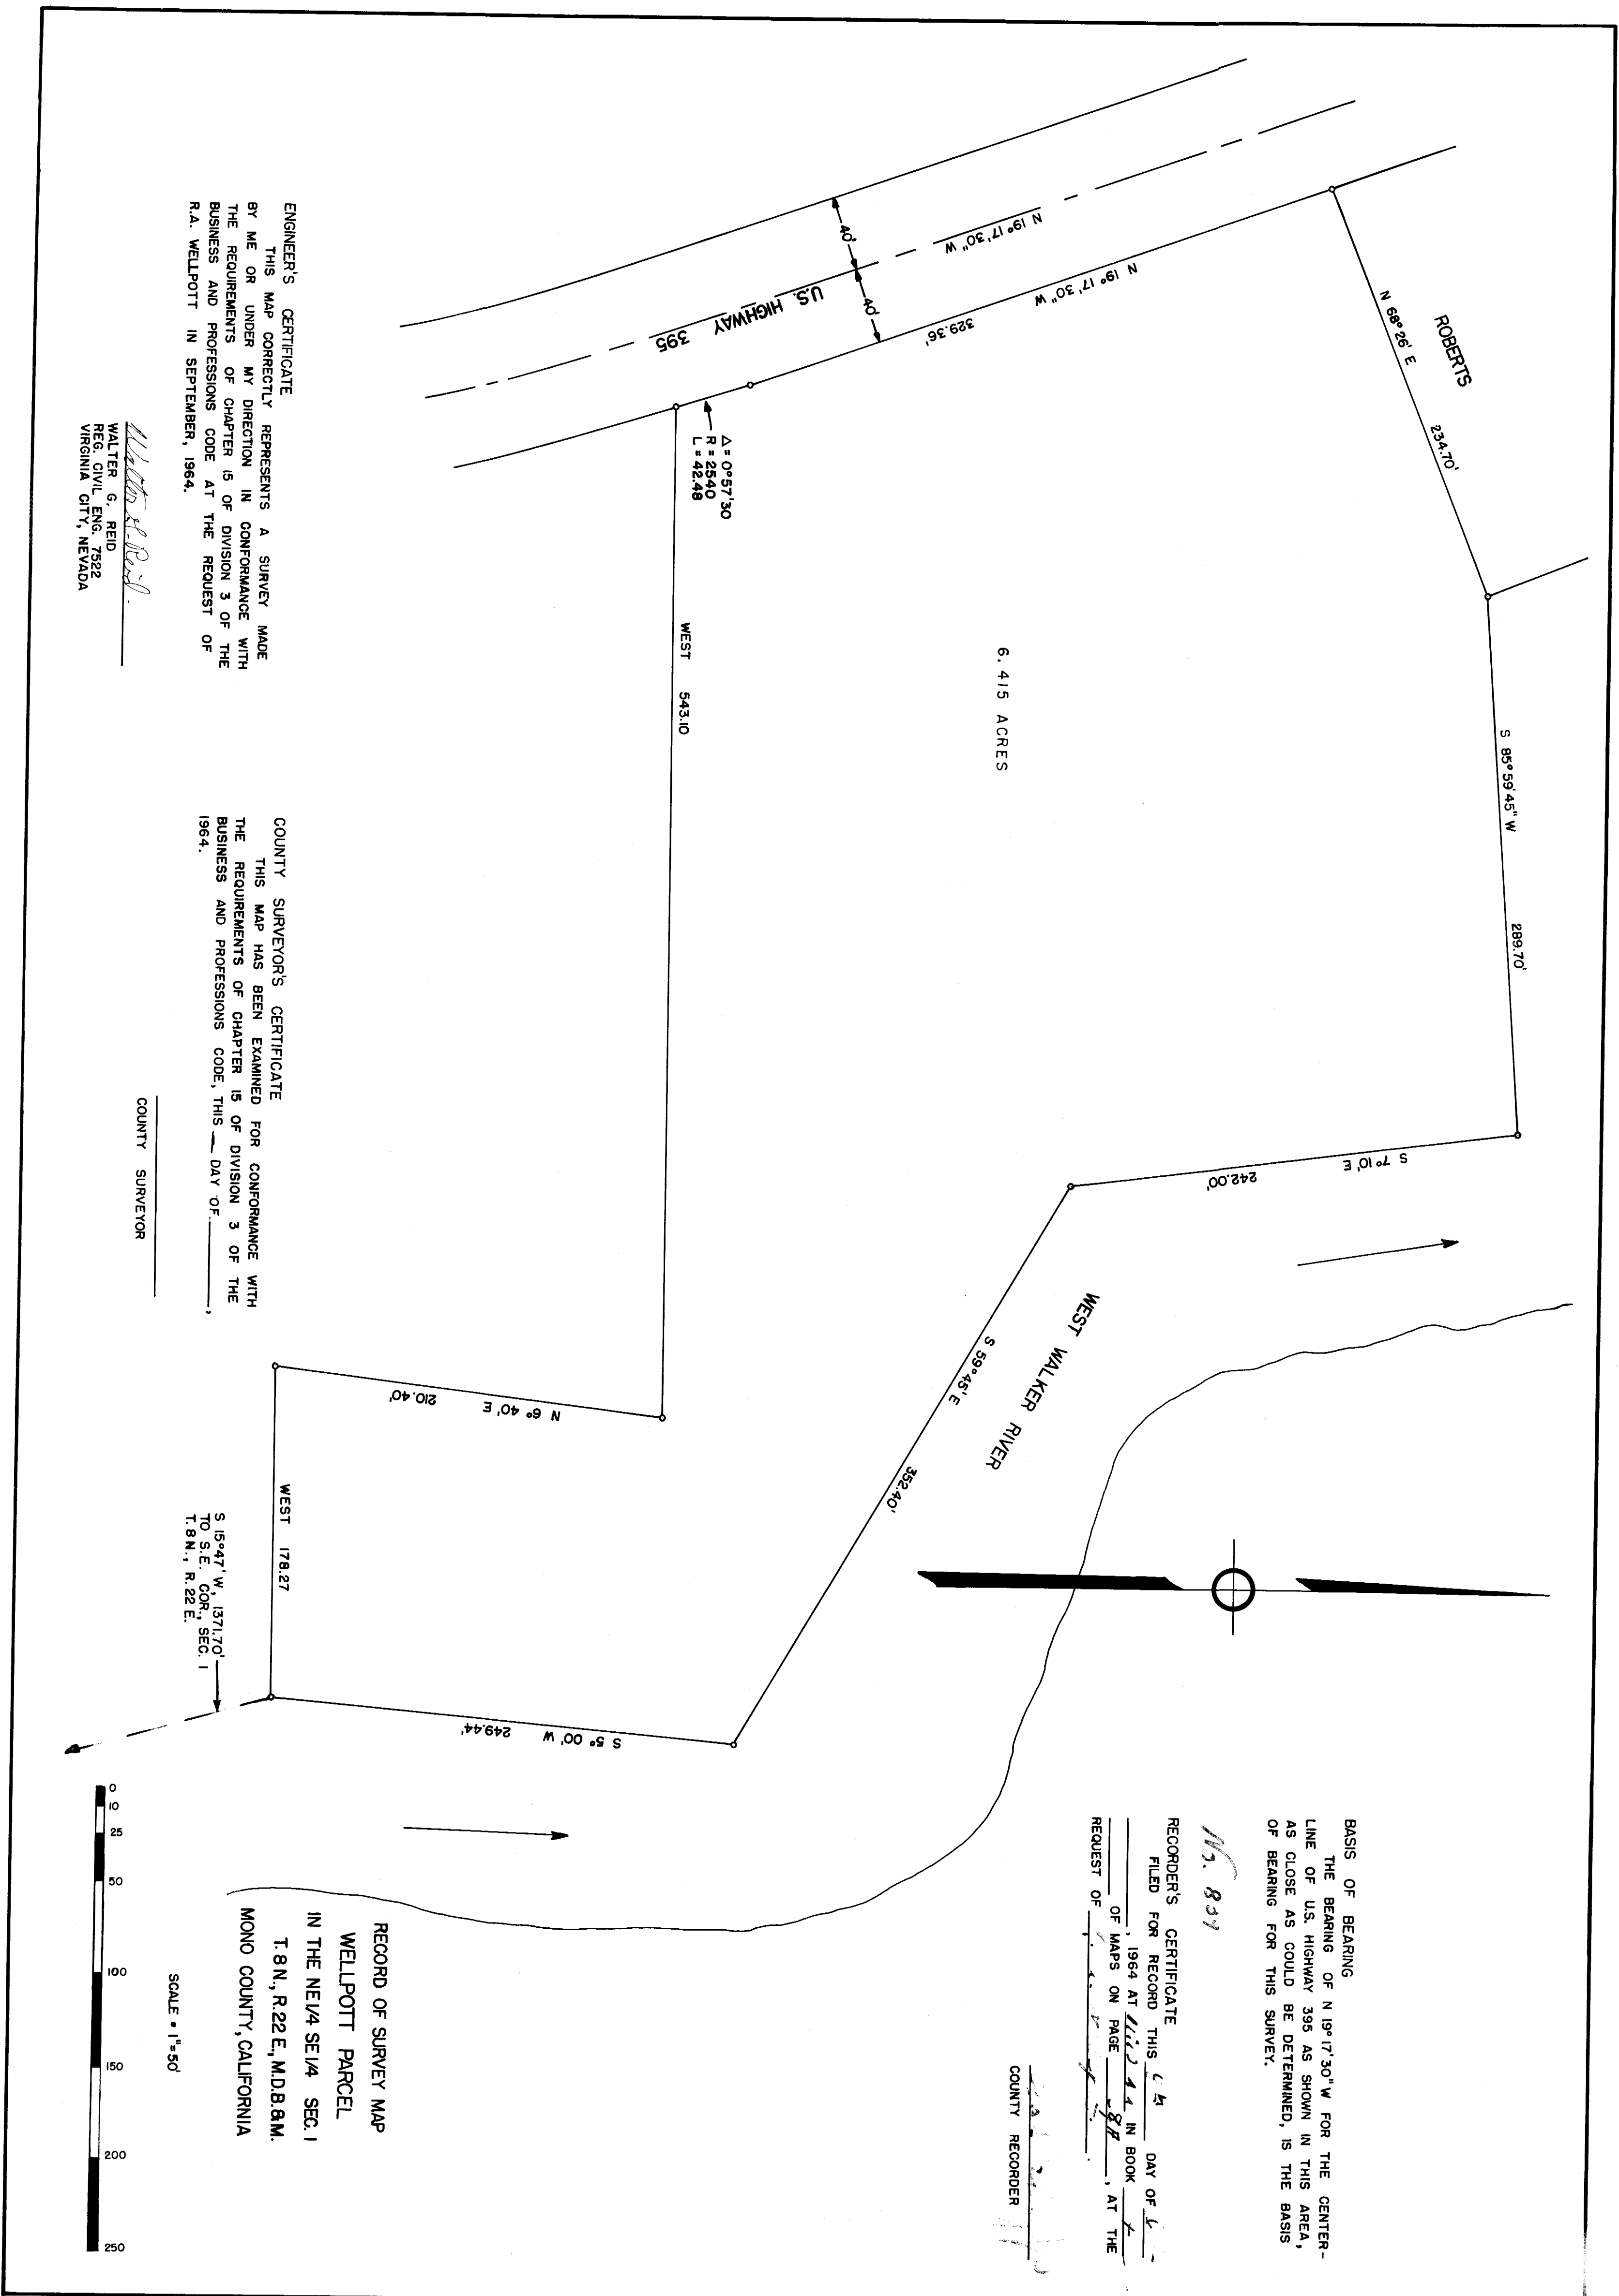 ROBERTS
N 68° 26' E
234.70'
S 85° 59' 45" W
289.70'
S 7° 10' E
242.00'
N 19° 17' 30" W
N 19° 17' 30" W
329.36'
40'
40'
U.S. HIGHWAY 395
6.415 ACRES
Δ = 0° 57' 30
R = 2540
L = 42.48
WEST 543.10
WEST WALKER RIVER
S 59° 45' E
352.40'
N 6° 40' E
210.40'
WEST 178.27
S 5° 00' W
249.44'
S 15° 47' W, 1371.70'
TO S.E. COR., SEC. 1
T. 8 N., R. 22 E.
BASIS OF BEARING
THE BEARING OF N 19° 17' 30" W FOR THE CENTER-
LINE OF U.S. HIGHWAY 395 AS SHOWN IN THIS AREA,
AS CLOSE AS COULD BE DETERMINED, IS THE BASIS
OF BEARING FOR THIS SURVEY.
No.
RECORDER'S CERTIFICATE
FILED FOR RECORD THIS DAY OF
, 1964 AT IN BOOK
OF MAPS ON PAGE , AT THE
REQUEST OF .
COUNTY RECORDER
ENGINEER'S CERTIFICATE
THIS MAP CORRECTLY REPRESENTS A SURVEY MADE
BY ME OR UNDER MY DIRECTION IN CONFORMANCE WITH
THE REQUIREMENTS OF CHAPTER 15 OF DIVISION 3 OF THE
BUSINESS AND PROFESSIONS CODE AT THE REQUEST OF
R.A. WELLPOTT IN SEPTEMBER, 1964.
Walter G. Reid.
WALTER G. REID
REG. CIVIL ENG. 7522
VIRGINIA CITY, NEVADA
COUNTY SURVEYOR'S CERTIFICATE
THIS MAP HAS BEEN EXAMINED FOR CONFORMANCE WITH
THE REQUIREMENTS OF CHAPTER 15 OF DIVISION 3 OF THE
BUSINESS AND PROFESSIONS CODE, THIS DAY OF ,
1964.
COUNTY SURVEYOR
RECORD OF SURVEY MAP
WELLPOTT PARCEL
IN THE NE 1/4 SE 1/4 SEC. 1
T. 8 N., R. 22 E., M.D.B. & M.
MONO COUNTY, CALIFORNIA
SCALE = 1" = 50'
0 10 25 50 100 150 200 250